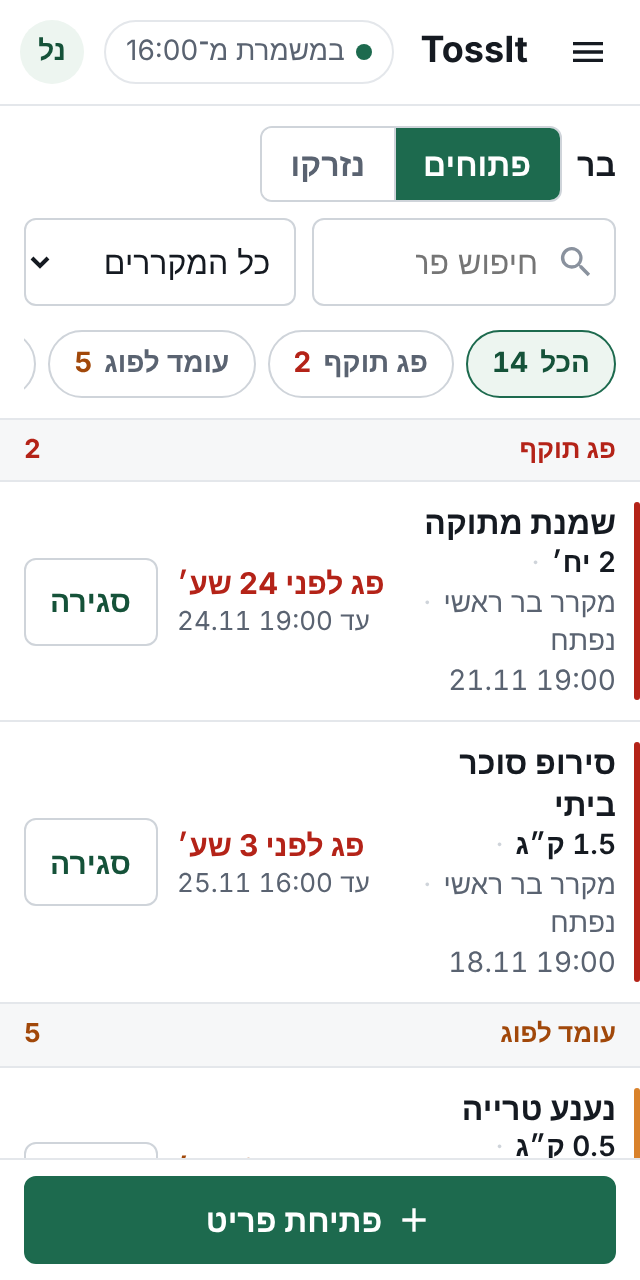 TossIt
במשמרת מ־16:00
נל
בר
פתוחים
נזרקו
חיפוש פר
כל המקררים
הכל 14
פג תוקף 2
עומד לפוג 5
פג תוקף 2
שמנת מתוקה
2 יח׳ ·
מקרר בר ראשי ·
נפתח
21.11 19:00
פג לפני 24 שע׳
עד 24.11 19:00
סגירה
סירופ סוכר
ביתי
1.5 ק״ג ·
מקרר בר ראשי ·
נפתח
18.11 19:00
פג לפני 3 שע׳
עד 25.11 16:00
סגירה
עומד לפוג 5
נענע טרייה
0.5 ק״ג ·
+ פתיחת פריט